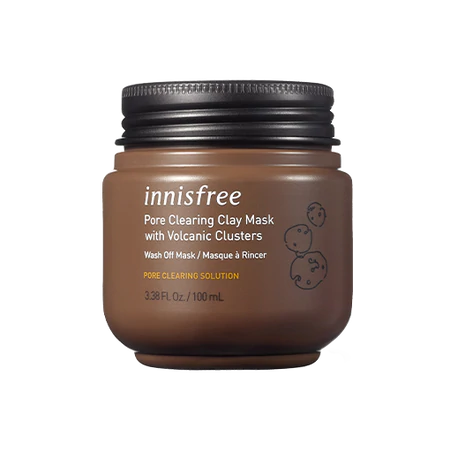 innisfree
Pore Clearing Clay Mask
with Volcanic Clusters
Wash Off Mask / Masque à Rincer
PORE CLEARING SOLUTION
3.38 Fl. Oz. / 100 mL